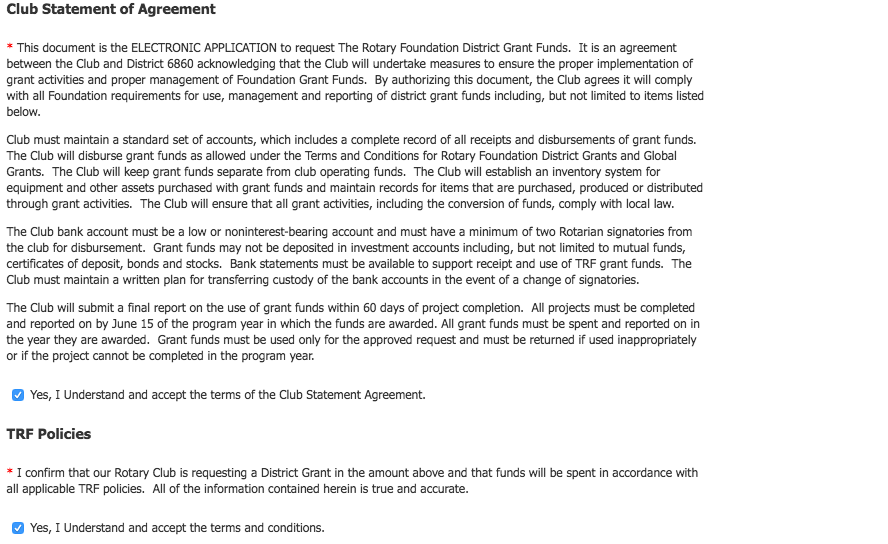 Club Statement of Agreement
* This document is the ELECTRONIC APPLICATION to request The Rotary Foundation District Grant Funds.  It is an agreement
between the Club and District 6860 acknowledging that the Club will undertake measures to ensure the proper implementation of
grant activities and proper management of Foundation Grant Funds.  By authorizing this document, the Club agrees it will comply
with all Foundation requirements for use, management and reporting of district grant funds including, but not limited to items listed
below.
Club must maintain a standard set of accounts, which includes a complete record of all receipts and disbursements of grant funds.
The Club will disburse grant funds as allowed under the Terms and Conditions for Rotary Foundation District Grants and Global
Grants.  The Club will keep grant funds separate from club operating funds.  The Club will establish an inventory system for
equipment and other assets purchased with grant funds and maintain records for items that are purchased, produced or distributed
through grant activities.  The Club will ensure that all grant activities, including the conversion of funds, comply with local law.
The Club bank account must be a low or noninterest-bearing account and must have a minimum of two Rotarian signatories from
the club for disbursement.  Grant funds may not be deposited in investment accounts including, but not limited to mutual funds,
certificates of deposit, bonds and stocks.  Bank statements must be available to support receipt and use of TRF grant funds.  The
Club must maintain a written plan for transferring custody of the bank accounts in the event of a change of signatories.
The Club will submit a final report on the use of grant funds within 60 days of project completion.  All projects must be completed
and reported on by June 15 of the program year in which the funds are awarded. All grant funds must be spent and reported on in
the year they are awarded.  Grant funds must be used only for the approved request and must be returned if used inappropriately
or if the project cannot be completed in the program year.
Yes, I Understand and accept the terms of the Club Statement Agreement.
TRF Policies
* I confirm that our Rotary Club is requesting a District Grant in the amount above and that funds will be spent in accordance with
all applicable TRF policies.  All of the information contained herein is true and accurate.
Yes, I Understand and accept the terms and conditions.